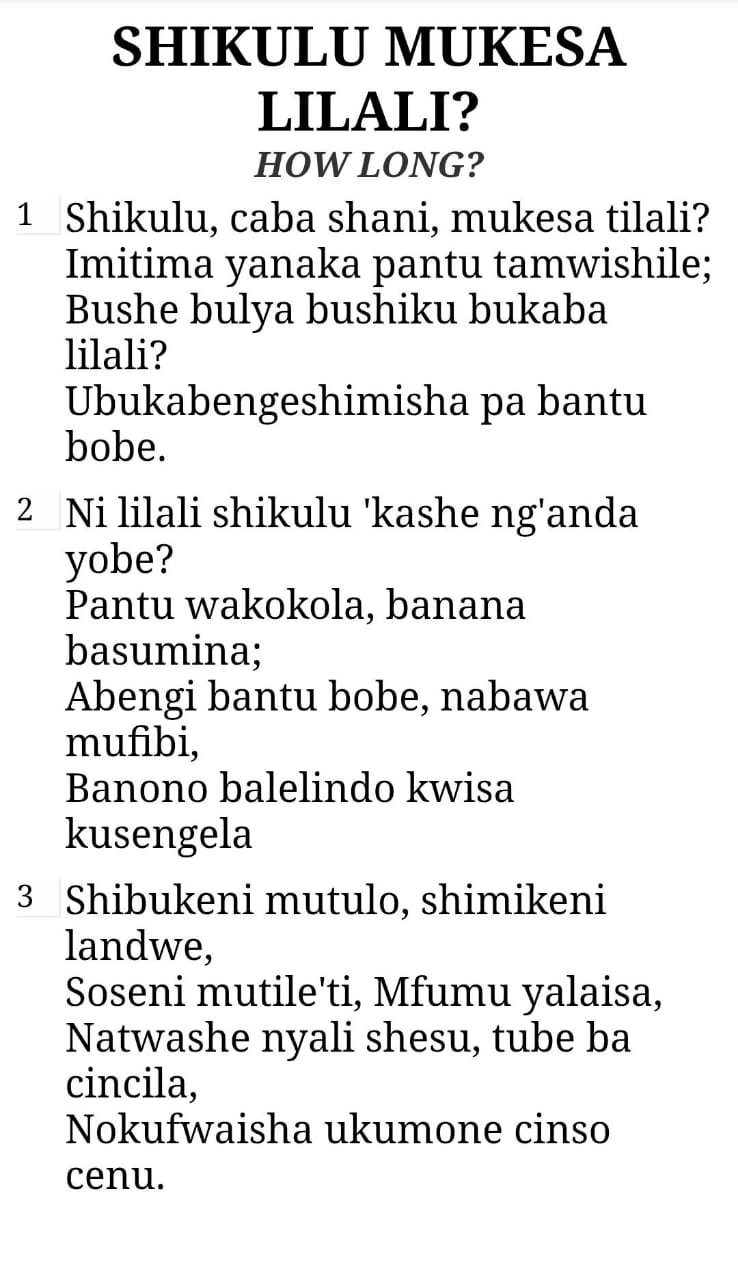 SHIKULU MUKESA
LILALI?
HOW LONG?
1 Shikulu, caba shani, mukesa tilali?
Imitima yanaka pantu tamwishile;
Bushe bulya bushiku bukaba
lilali?
Ubukabengeshimisha pa bantu
bobe.
2 Ni lilali shikulu 'kashe ng'anda
yobe?
Pantu wakokola, banana
basumina;
Abengi bantu bobe, nabawa
mufibi,
Banono balelindo kwisa
kusengela
3 Shibukeni mutulo, shimikeni
landwe,
Soseni mutile'ti, Mfumu yalaisa,
Natwashe nyali shesu, tube ba
cincila,
Nokufwaisha ukumone cinso
cenu.